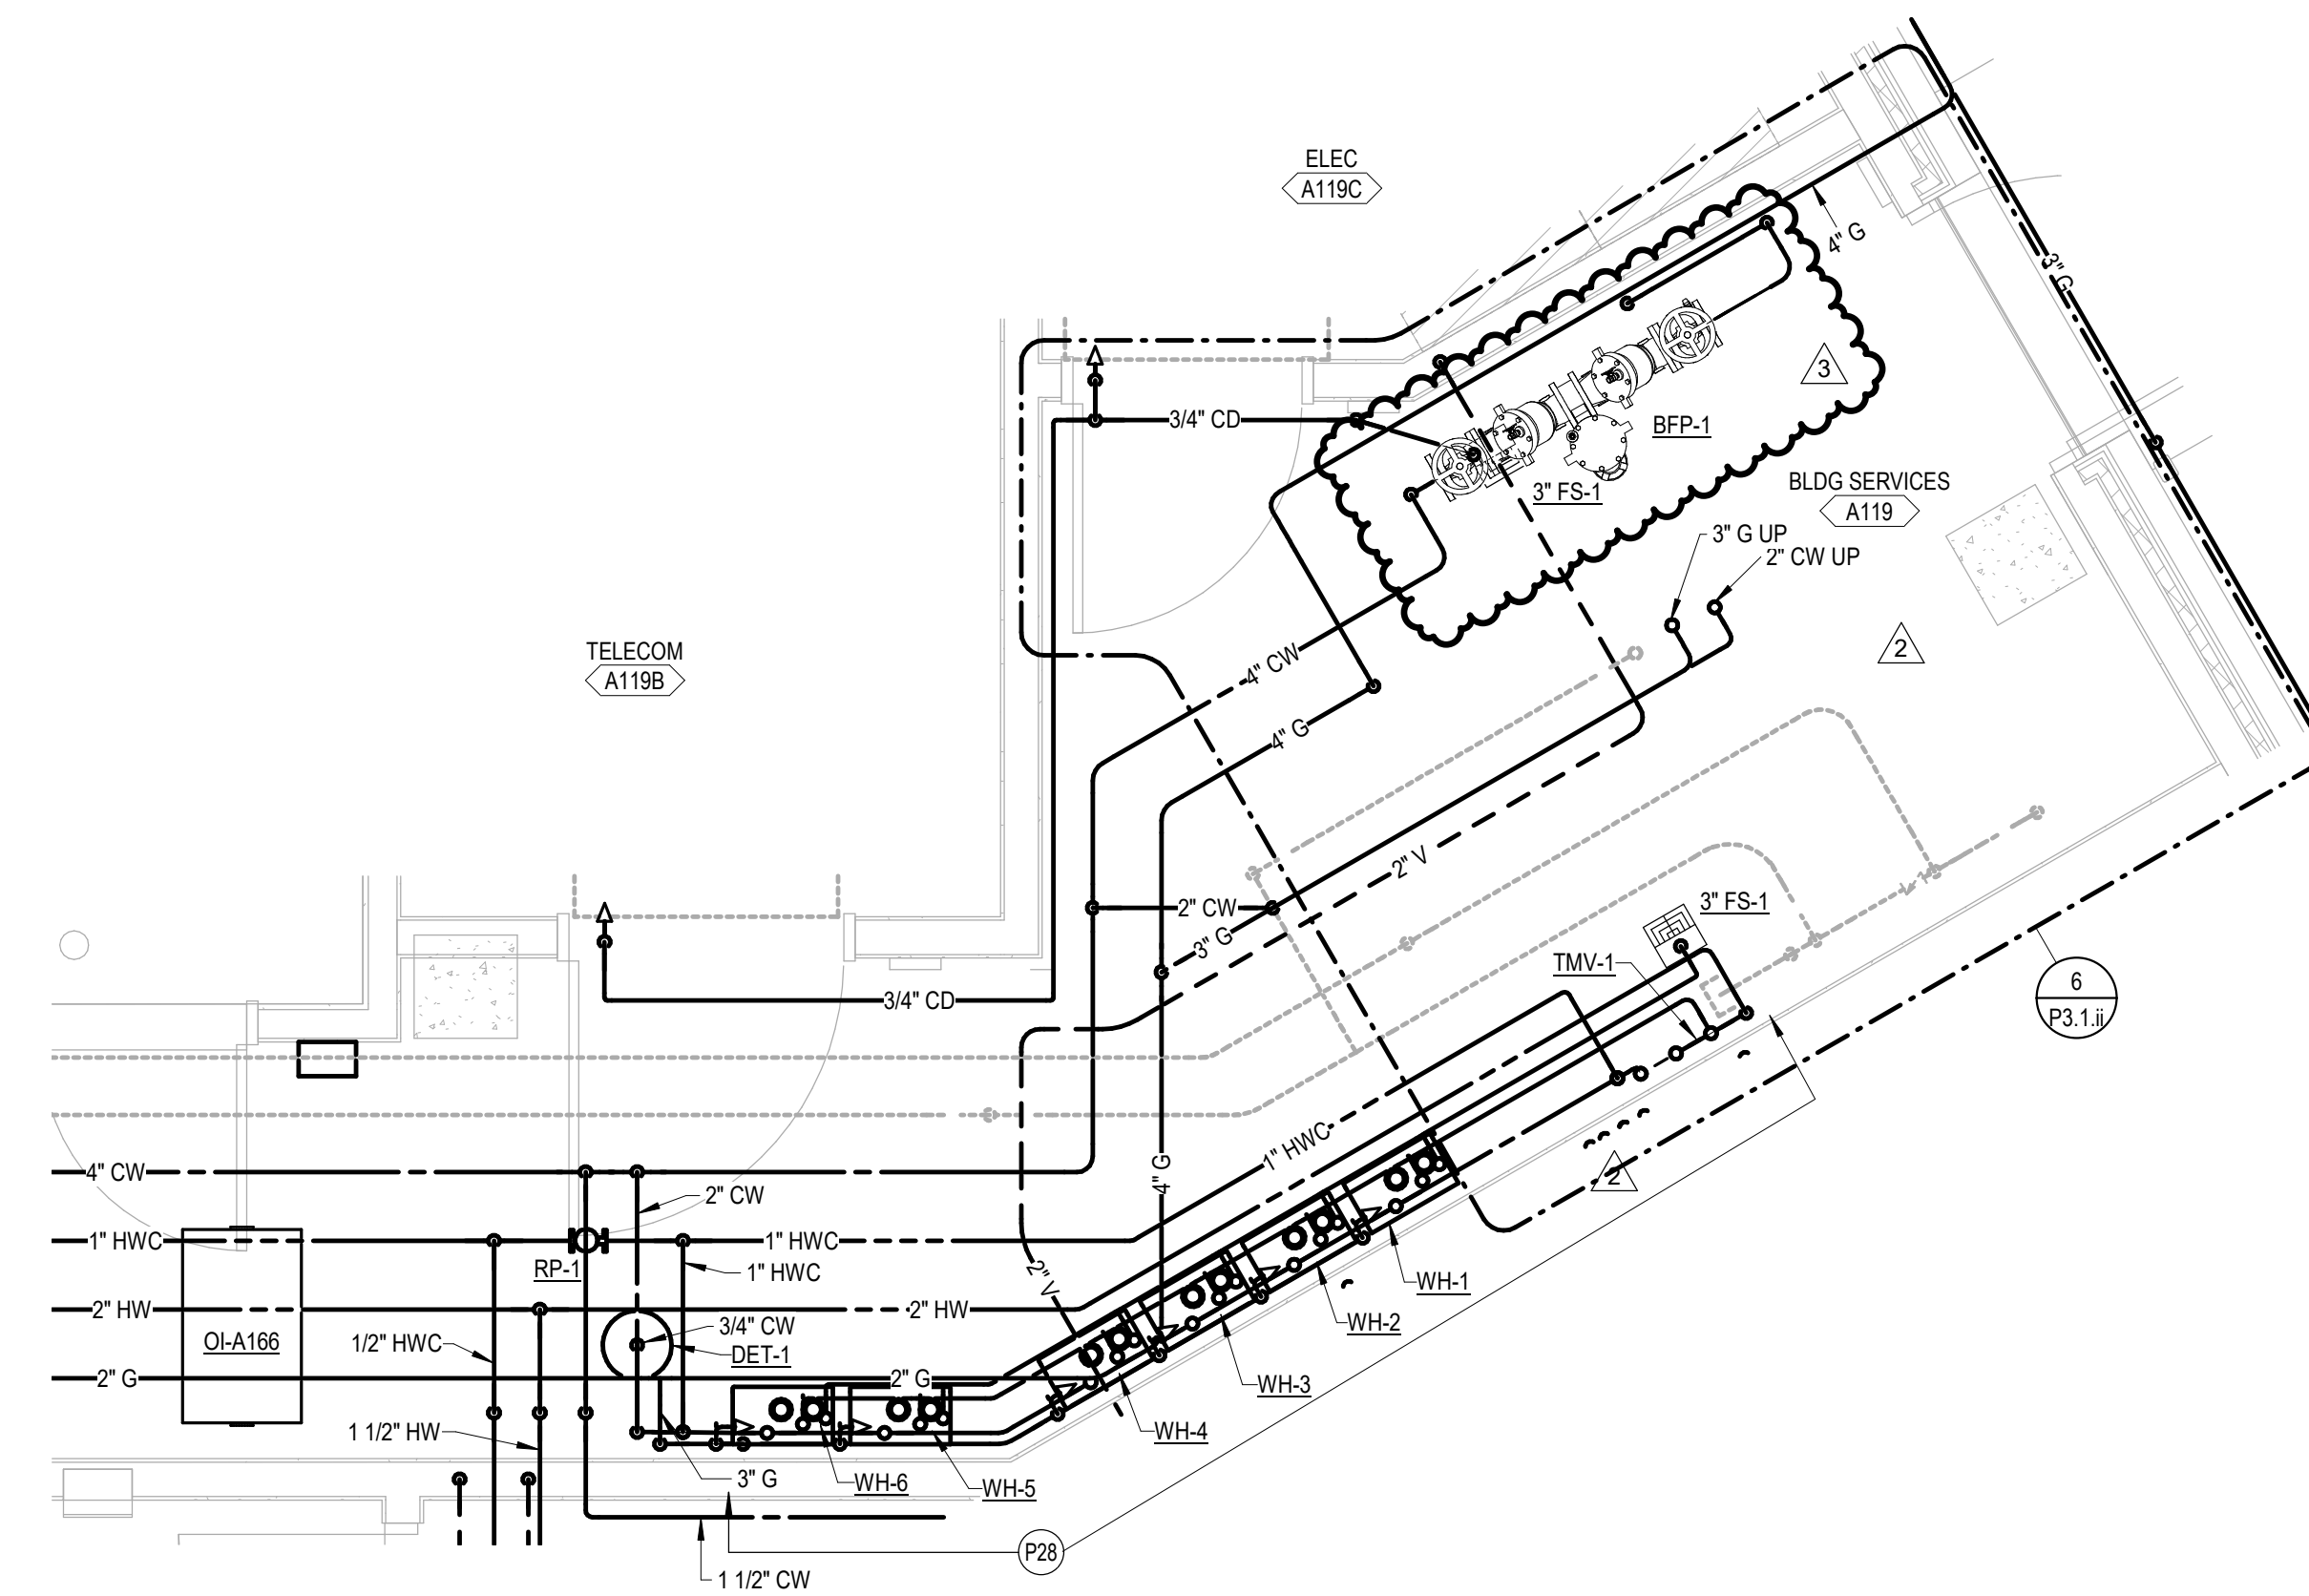 ELEC
A119C
4" G
3" G
3
3/4" CD
BFP-1
BLDG SERVICES
A119
3" FS-1
3" G UP
2" CW UP
TELECOM
A119B
2
4" CW
4" G
2" V
3" FS-1
2" CW
3" G
TMV-1
6
P3.1.ii
3/4" CD
1" HWC
4" CW
4" G
2
2" CW
1" HWC
1" HWC
1" HWC
RP-1
2" V
WH-1
2" HW
2" HW
3/4" CW
WH-2
OI-A166
1/2" HWC
DET-1
2" G
2" G
WH-3
1 1/2" HW
WH-4
3" G
WH-6
WH-5
P28
1 1/2" CW